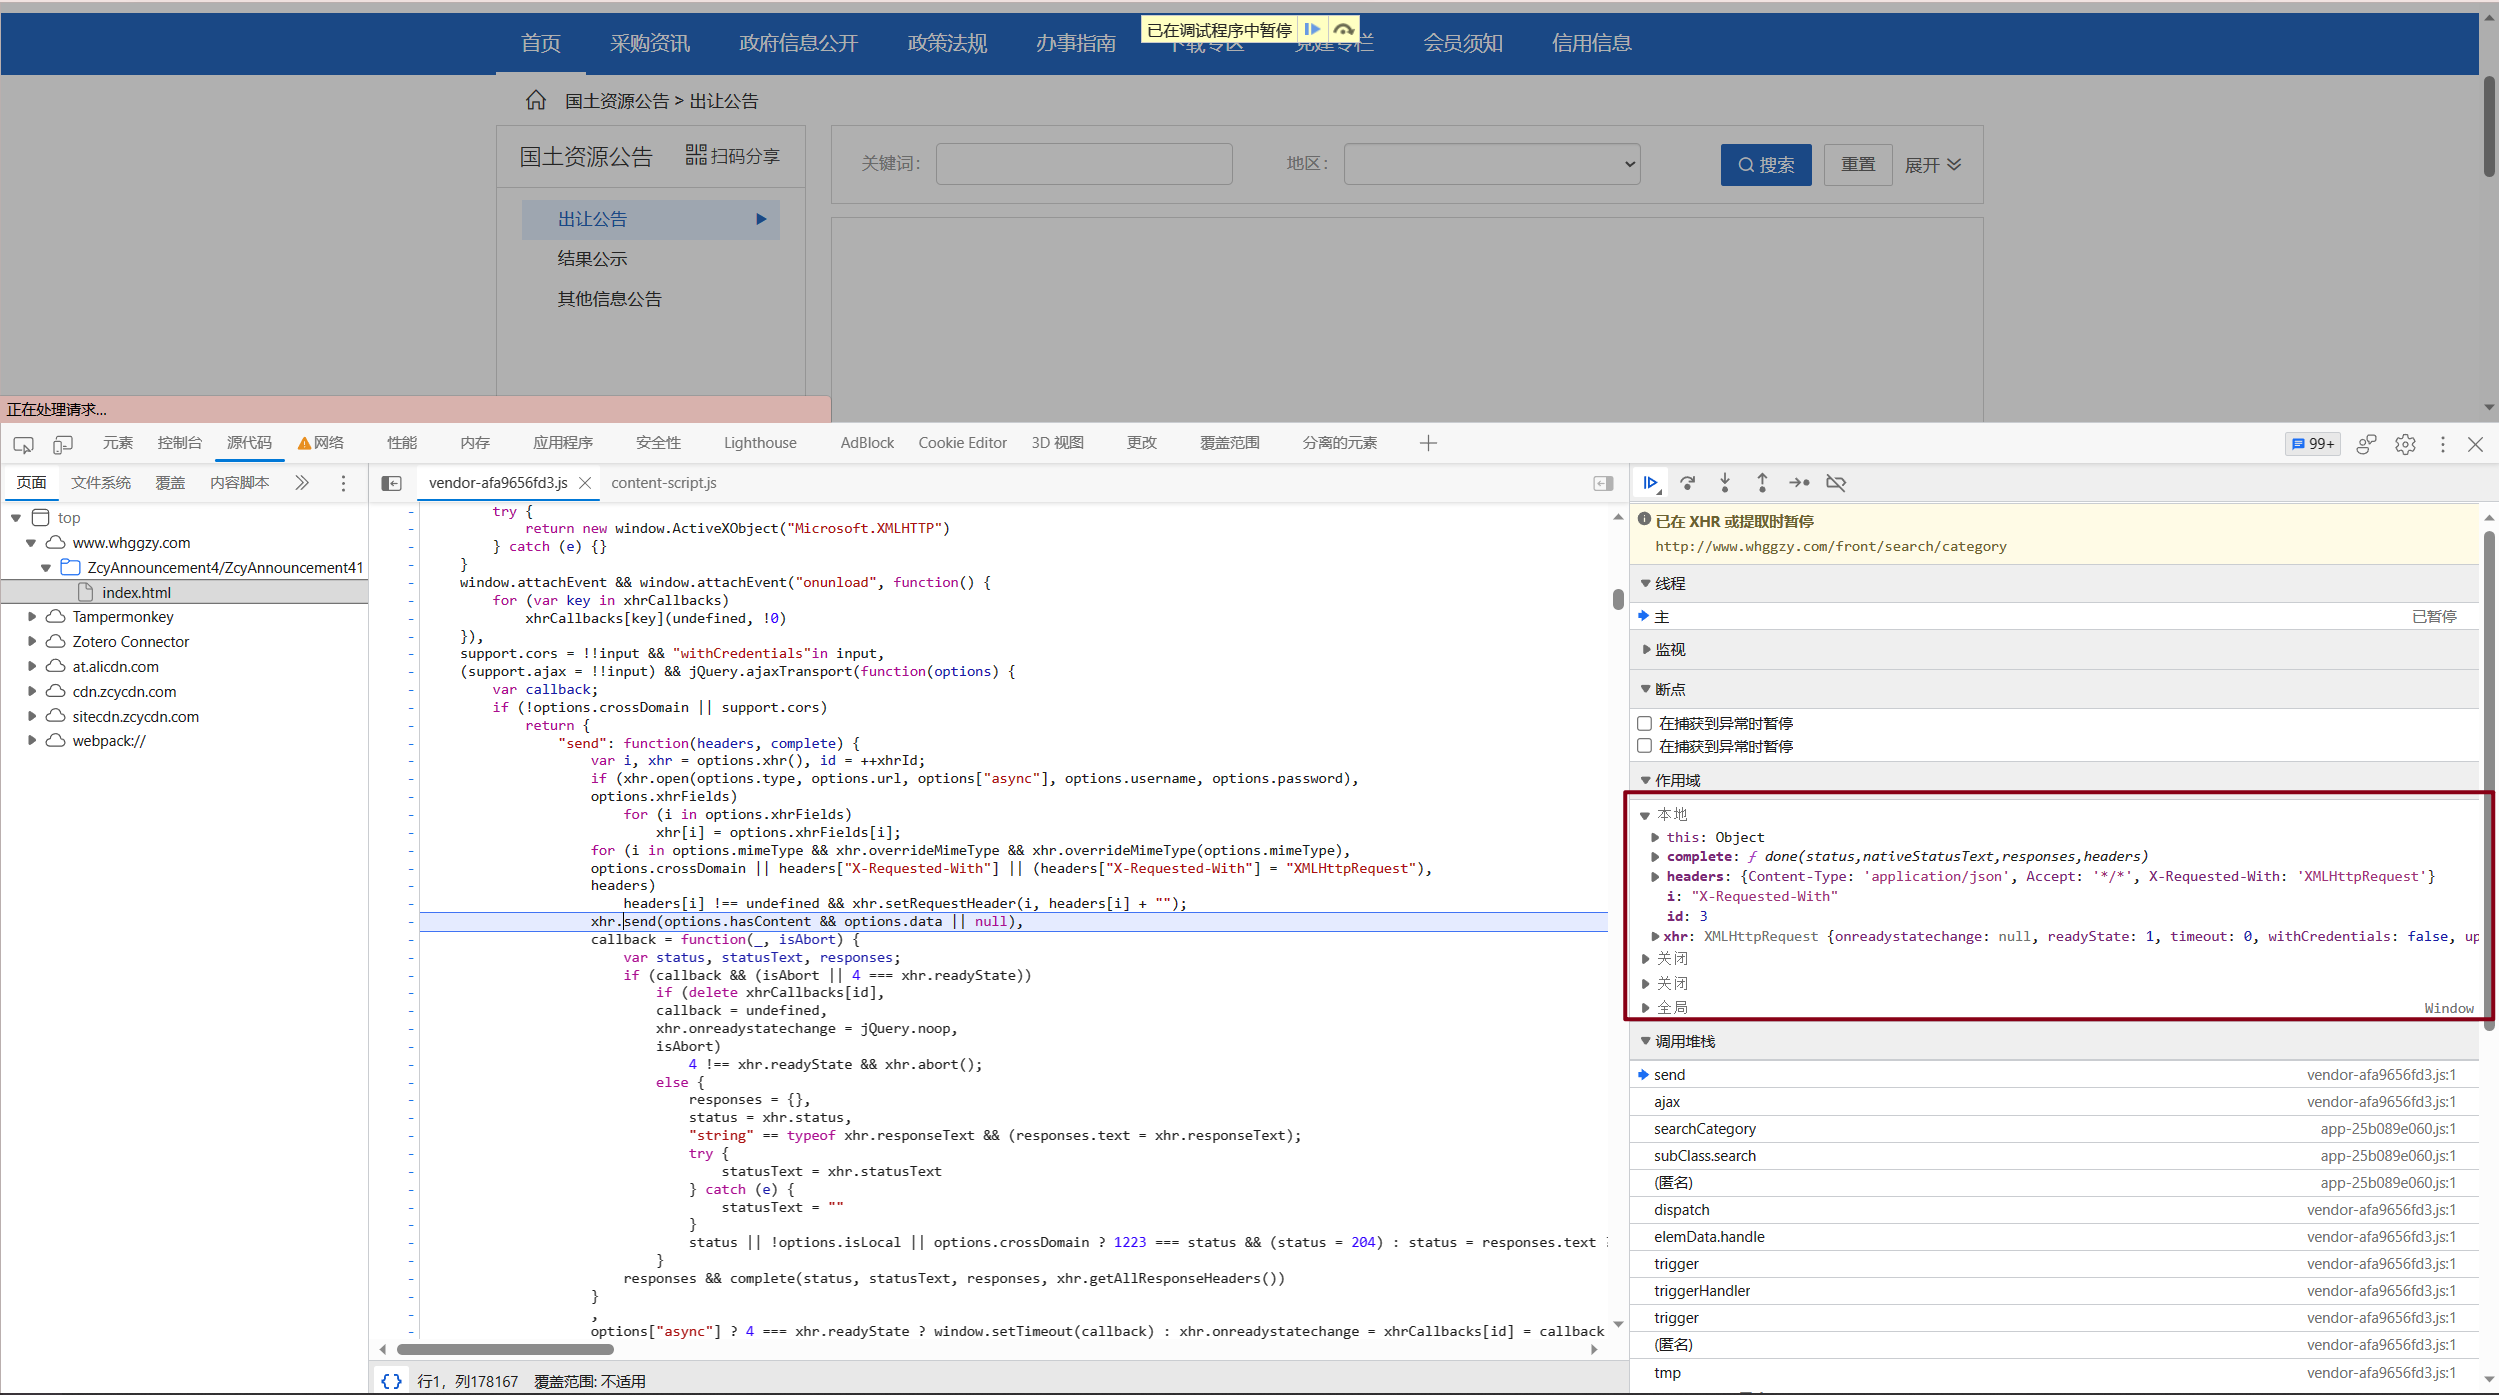 首页 采购资讯 政府信息公开 政策法规 办事指南 下载专区 党建专栏 会员须知 信用信息
已在调试程序中暂停
国土资源公告 > 出让公告
国土资源公告 扫码分享
关键词： 地区： 搜索 重置 展开
出让公告
结果公示
其他信息公告
正在处理请求...
元素 控制台 源代码 网络 性能 内存 应用程序 安全性 Lighthouse AdBlock Cookie Editor 3D 视图 更改 覆盖范围 分离的元素 99+
页面 文件系统 覆盖 内容脚本
top
www.whggzy.com
ZcyAnnouncement4/ZcyAnnouncement41
index.html
Tampermonkey
Zotero Connector
at.alicdn.com
cdn.zcycdn.com
sitecdn.zcycdn.com
webpack://
vendor-afa9656fd3.js content-script.js
try {
return new window.ActiveXObject("Microsoft.XMLHTTP")
} catch (e) {}
}
window.attachEvent && window.attachEvent("onunload", function() {
for (var key in xhrCallbacks)
xhrCallbacks[key](undefined, !0)
}),
support.cors = !!input && "withCredentials"in input,
(support.ajax = !!input) && jQuery.ajaxTransport(function(options) {
var callback;
if (!options.crossDomain || support.cors)
return {
"send": function(headers, complete) {
var i, xhr = options.xhr(), id = ++xhrId;
if (xhr.open(options.type, options.url, options["async"], options.username, options.password),
options.xhrFields)
for (i in options.xhrFields)
xhr[i] = options.xhrFields[i];
for (i in options.mimeType && xhr.overrideMimeType && xhr.overrideMimeType(options.mimeType),
options.crossDomain || headers["X-Requested-With"] || (headers["X-Requested-With"] = "XMLHttpRequest"),
headers)
headers[i] !== undefined && xhr.setRequestHeader(i, headers[i] + "");
xhr.send(options.hasContent && options.data || null),
callback = function(_, isAbort) {
var status, statusText, responses;
if (callback && (isAbort || 4 === xhr.readyState))
if (delete xhrCallbacks[id],
callback = undefined,
xhr.onreadystatechange = jQuery.noop,
isAbort)
4 !== xhr.readyState && xhr.abort();
else {
responses = {},
status = xhr.status,
"string" == typeof xhr.responseText && (responses.text = xhr.responseText);
try {
statusText = xhr.statusText
} catch (e) {
statusText = ""
}
status || !options.isLocal || options.crossDomain ? 1223 === status && (status = 204) : status = responses.text ?
}
responses && complete(status, statusText, responses, xhr.getAllResponseHeaders())
}
,
options["async"] ? 4 === xhr.readyState ? window.setTimeout(callback) : xhr.onreadystatechange = xhrCallbacks[id] = callback
{} 行1，列178167 覆盖范围: 不适用
已在 XHR 或提取时暂停
http://www.whggzy.com/front/search/category
线程
主 已暂停
监视
断点
在捕获到异常时暂停
在捕获到异常时暂停
作用域
本地
this: Object
complete: ƒ done(status,nativeStatusText,responses,headers)
headers: {Content-Type: 'application/json', Accept: '*/*', X-Requested-With: 'XMLHttpRequest'}
i: "X-Requested-With"
id: 3
xhr: XMLHttpRequest {onreadystatechange: null, readyState: 1, timeout: 0, withCredentials: false, up
关闭
关闭
全局 Window
调用堆栈
send vendor-afa9656fd3.js:1
ajax vendor-afa9656fd3.js:1
searchCategory app-25b089e060.js:1
subClass.search app-25b089e060.js:1
(匿名) app-25b089e060.js:1
dispatch vendor-afa9656fd3.js:1
elemData.handle vendor-afa9656fd3.js:1
trigger vendor-afa9656fd3.js:1
triggerHandler vendor-afa9656fd3.js:1
trigger vendor-afa9656fd3.js:1
(匿名) vendor-afa9656fd3.js:1
tmp vendor-afa9656fd3.js:1